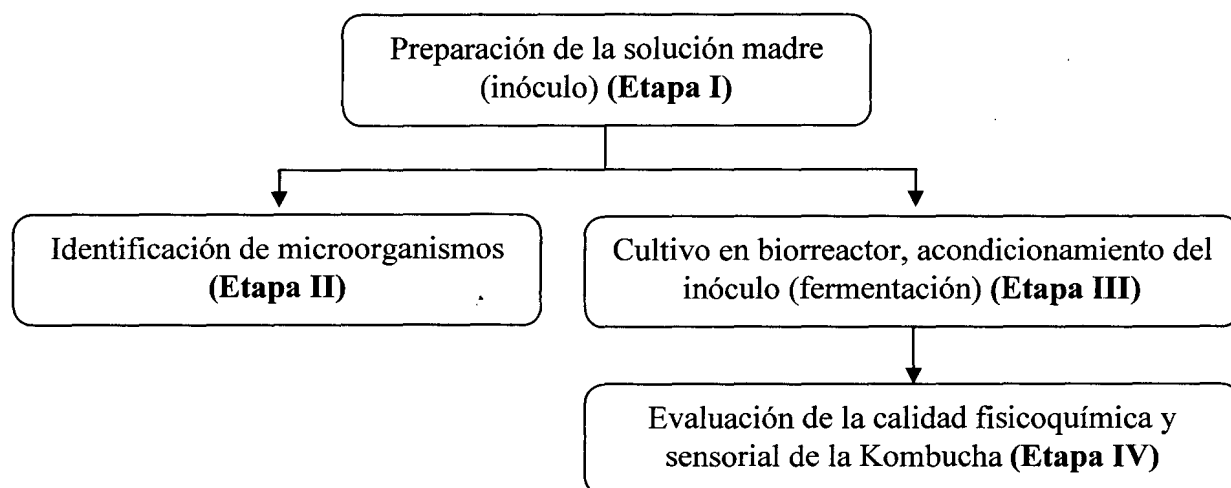 Preparación de la solución madre
(inóculo) (Etapa I)
Identificación de microorganismos
(Etapa II)
Cultivo en biorreactor, acondicionamiento del
inóculo (fermentación) (Etapa III)
Evaluación de la calidad fisicoquímica y
sensorial de la Kombucha (Etapa IV)